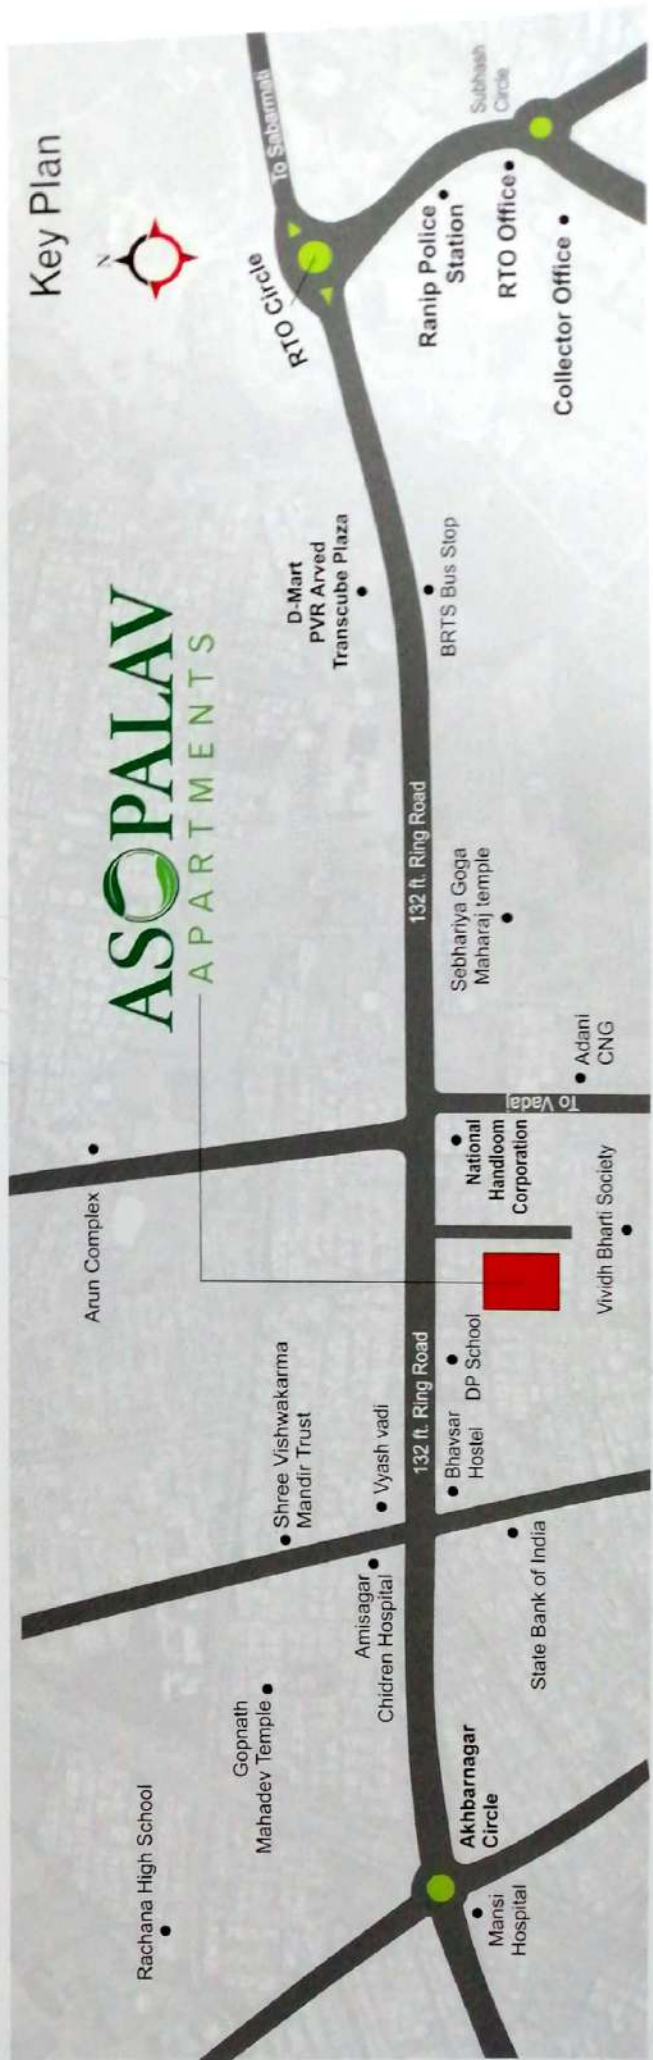 Key Plan
N
To Sabarmati
RTO Circle
Subhash
Circle
Ranip Police
Station
RTO Office
Collector Office
ASOPALAV
APARTMENTS
D-Mart
PVR Arved
Transcube Plaza
BRTS Bus Stop
132 ft. Ring Road
Sebhariya Goga
Maharaj temple
Adani
CNG
To Vadaj
National
Handloom
Corporation
Arun Complex
Vividh Bharti Society
132 ft. Ring Road
DP School
Bhavsar
Hostel
Shree Vishwakarma
Mandir Trust
Vyash vadi
Amisagar
Chidren Hospital
State Bank of India
Gopnath
Mahadev Temple
Rachana High School
Akhbarnagar
Circle
Mansi
Hospital